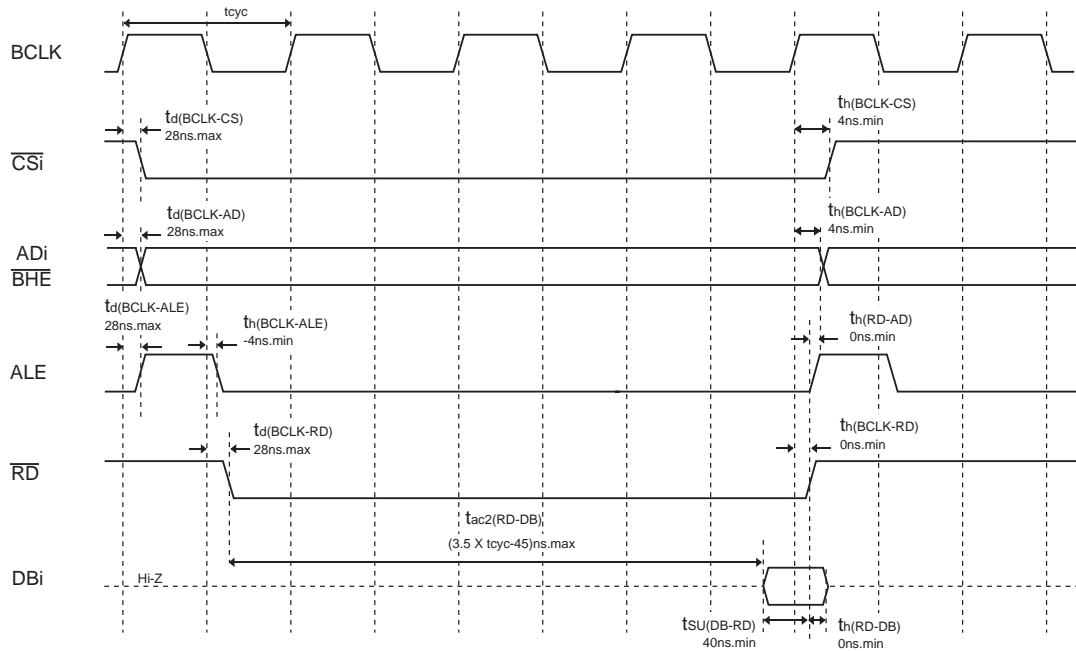 tcyc
BCLK
td(BCLK-CS)
28ns.max
th(BCLK-CS)
4ns.min
CSi
td(BCLK-AD)
28ns.max
th(BCLK-AD)
4ns.min
ADi
BHE
td(BCLK-ALE)
28ns.max
th(BCLK-ALE)
-4ns.min
th(RD-AD)
0ns.min
ALE
td(BCLK-RD)
28ns.max
th(BCLK-RD)
0ns.min
RD
tac2(RD-DB)
(3.5 X tcyc-45)ns.max
DBi
Hi-Z
tSU(DB-RD)
40ns.min
th(RD-DB)
0ns.min